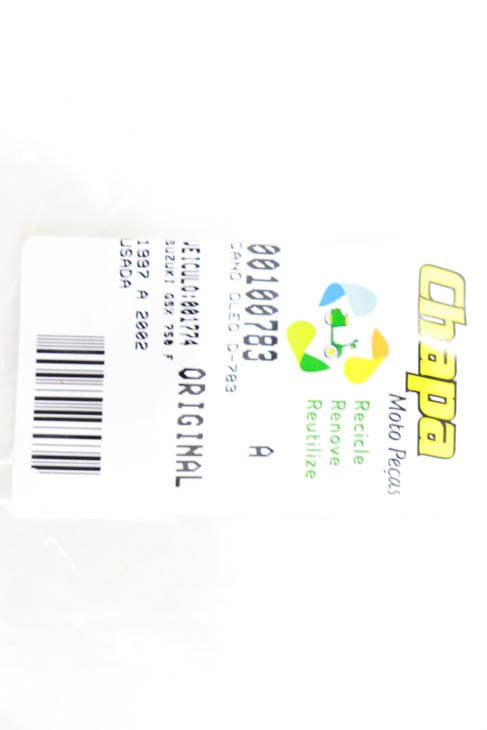 Chapa
Moto Peças
Recicle
Renove
Reutilize
00100783 A
CANO OLEO O-783
VEICULO:001774 ORIGINAL
SUZUKI GSX 750 F
1997 A 2002
USADA